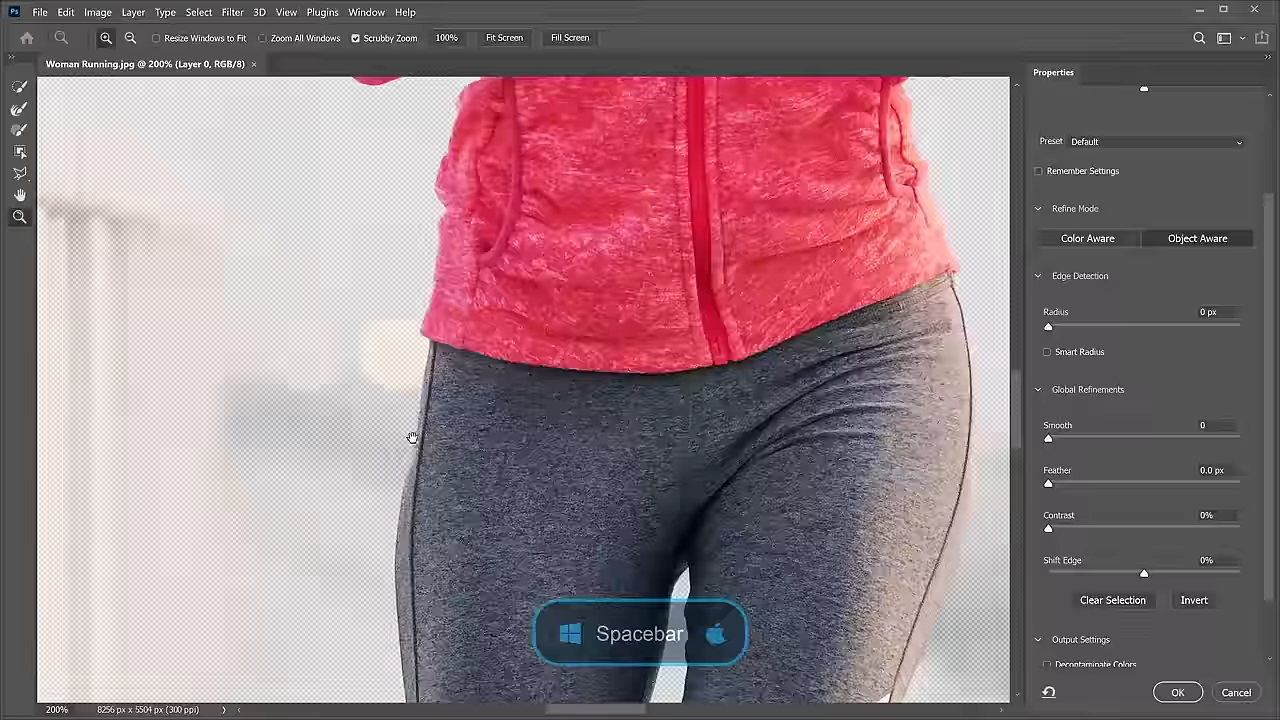 Ps File Edit Image Layer Type Select Filter 3D View Plugins Window Help
Resize Windows to Fit Zoom All Windows Scrubby Zoom 100% Fit Screen Fill Screen
Woman Running.jpg @ 200% (Layer 0, RGB/8) ×
Properties
Preset Default
Remember Settings
Refine Mode
Color Aware Object Aware
Edge Detection
Radius 0 px
Smart Radius
Global Refinements
Smooth 0
Feather 0.0 px
Contrast 0%
Shift Edge 0%
Clear Selection Invert
Spacebar
Output Settings
Decontaminate Colors
OK Cancel
200% 8256 px x 5504 px (300 ppi)